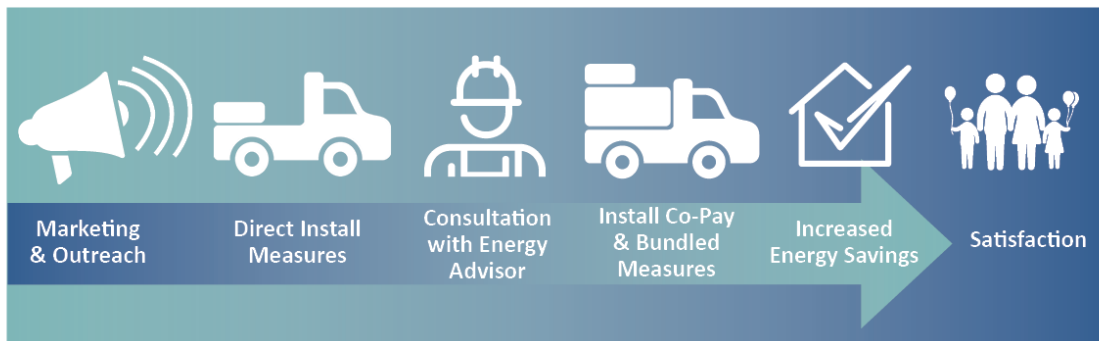 Marketing
& Outreach
Direct Install
Measures
Consultation
with Energy
Advisor
Install Co-Pay
& Bundled
Measures
Increased
Energy Savings
Satisfaction